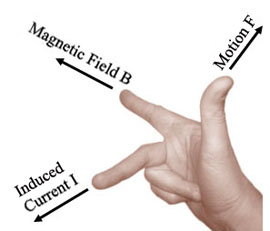 Magnetic Field B
Motion F
Induced
Current I